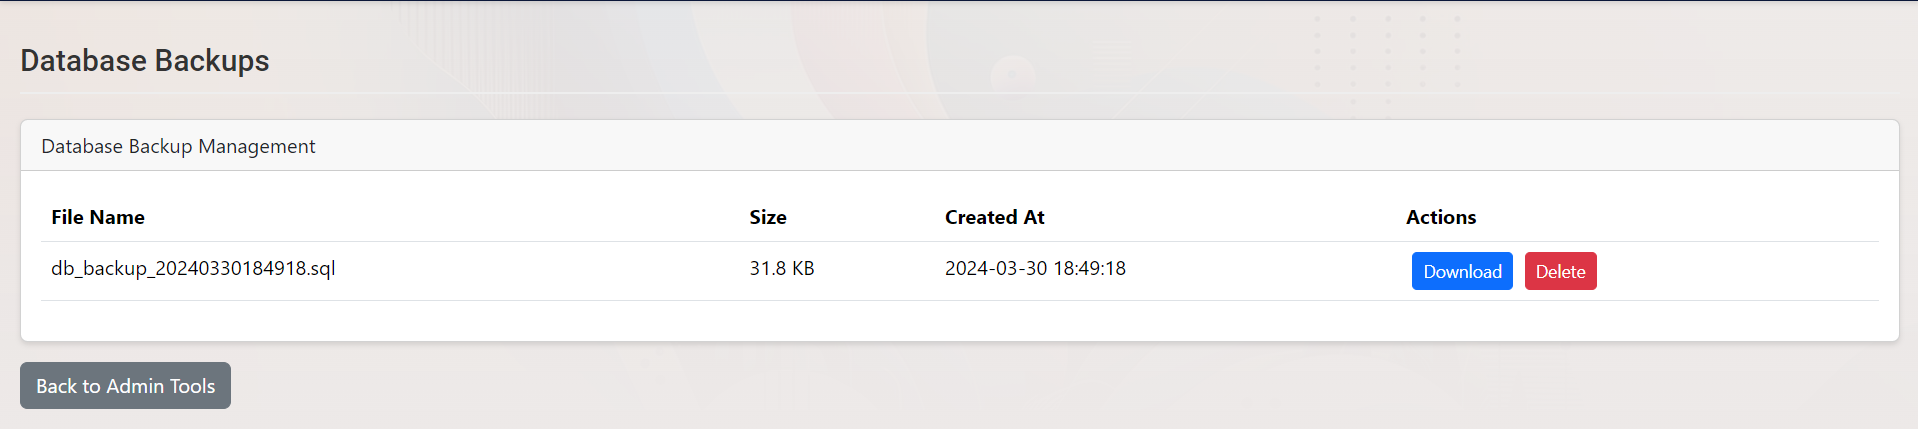 Database Backups
Database Backup Management
File Name Size Created At Actions
db_backup_20240330184918.sql 31.8 KB 2024-03-30 18:49:18 Download Delete
Back to Admin Tools